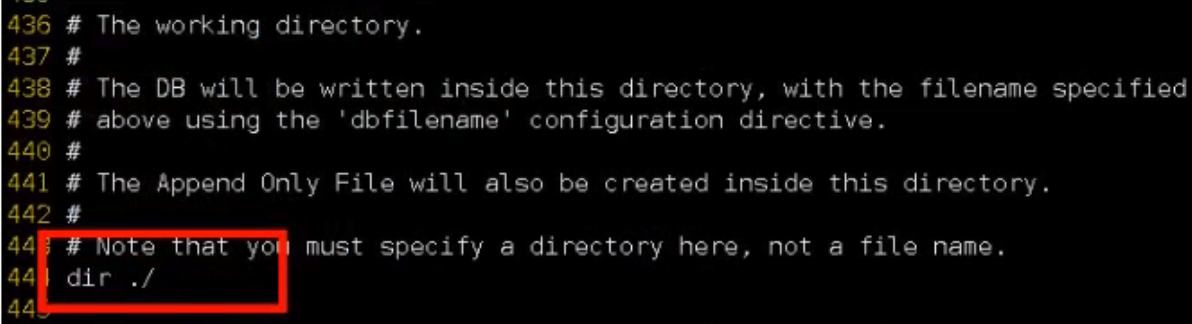 436 # The working directory.
437 #
438 # The DB will be written inside this directory, with the filename specified
439 # above using the 'dbfilename' configuration directive.
440 #
441 # The Append Only File will also be created inside this directory.
442 #
443 # Note that you must specify a directory here, not a file name.
444 dir ./
445